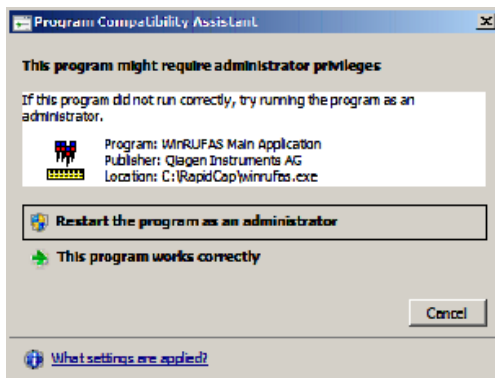 Program Compatibility Assistant
This program might require administrator privileges
If this program did not run correctly, try running the program as an
administrator.
Program: WinRUFAS Main Application
Publisher: Qiagen Instruments AG
Location: C:\RapidCap\winrufas.exe
Restart the program as an administrator
This program works correctly
Cancel
What settings are applied?